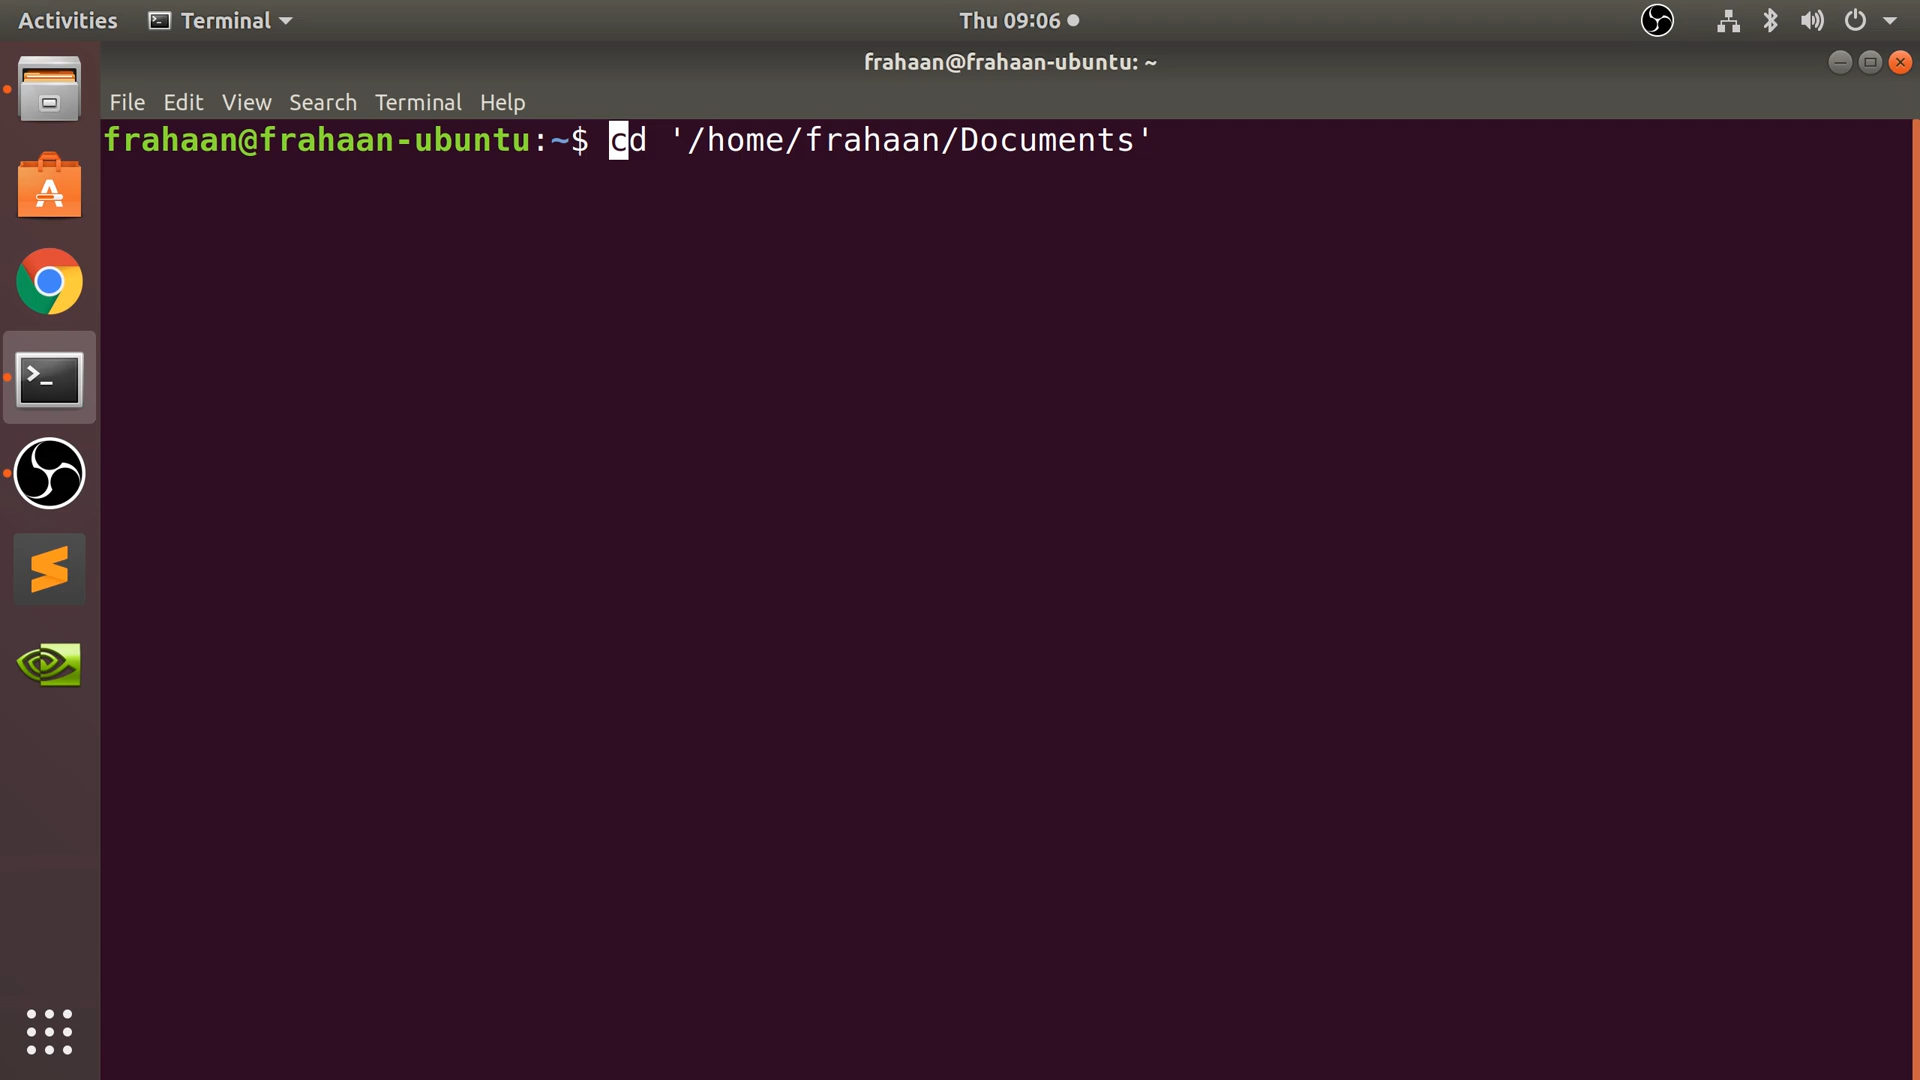 Activities Terminal Thu 09:06
frahaan@frahaan-ubuntu: ~
File Edit View Search Terminal Help
frahaan@frahaan-ubuntu:~$ cd '/home/frahaan/Documents'